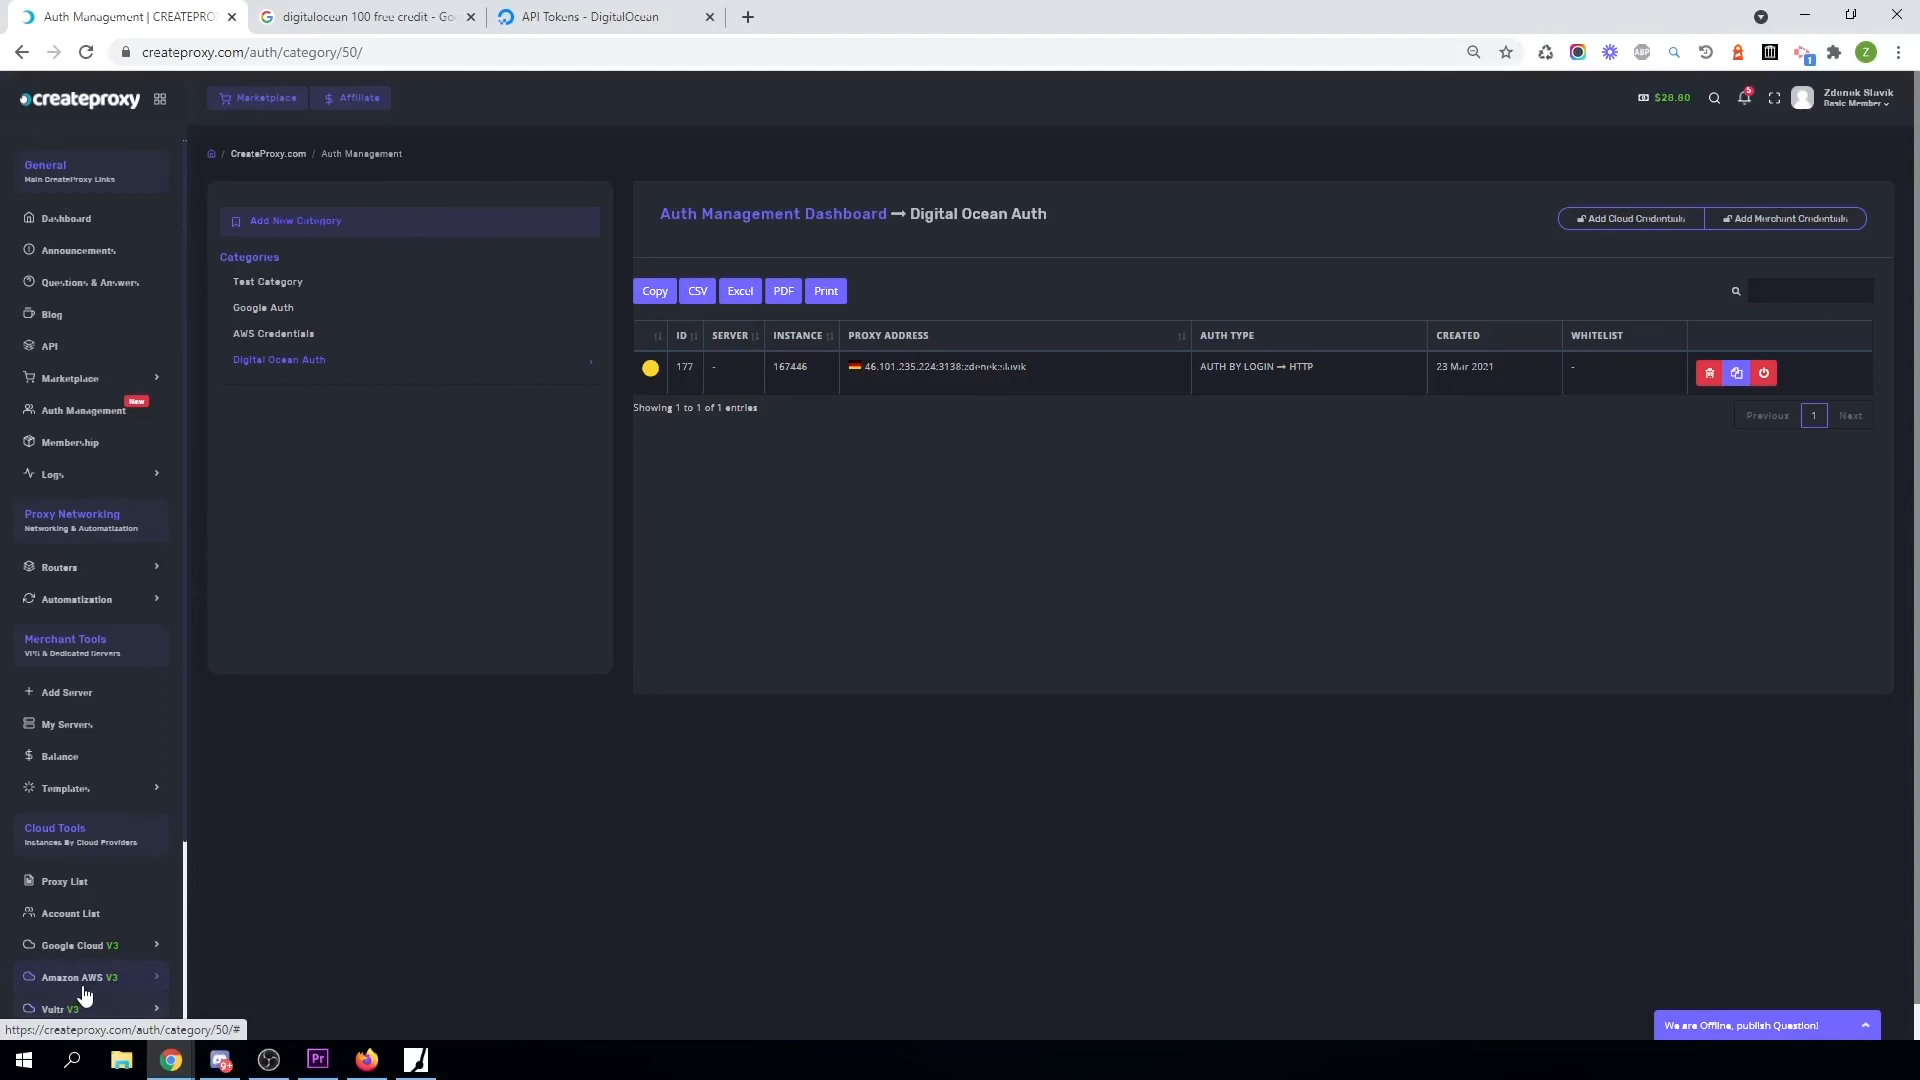 Auth Management | CREATEPRO
digitalocean 100 free credit - Goo
API Tokens - DigitalOcean
createproxy.com/auth/category/50/
ABP
1
Z
createproxy
Marketplace
Affiliate
$28.80
5
Zdenek Slavik
Basic Member
General
Main CreateProxy Links
Dashboard
Announcements
Questions & Answers
Blog
API
Marketplace
Auth Management
New
Membership
Logs
Proxy Networking
Networking & Automatization
Routers
Automatization
Merchant Tools
VPS & Dedicated Servers
Add Server
My Servers
Balance
Templates
Cloud Tools
Instances By Cloud Providers
Proxy List
Account List
Google Cloud V3
Amazon AWS V3
Vultr V3
https://createproxy.com/auth/category/50/#
/ CreateProxy.com / Auth Management
Add New Category
Categories
Test Category
Google Auth
AWS Credentials
Digital Ocean Auth
Auth Management Dashboard → Digital Ocean Auth
Add Cloud Credentials
Add Merchant Credentials
Copy CSV Excel PDF Print
ID SERVER INSTANCE PROXY ADDRESS AUTH TYPE CREATED WHITELIST
177 - 167446 46.101.235.224:3138:zdenek:slavik AUTH BY LOGIN → HTTP 23 Mar 2021 -
Showing 1 to 1 of 1 entries
Previous 1 Next
We are Offline, publish Question!
9+
Pr